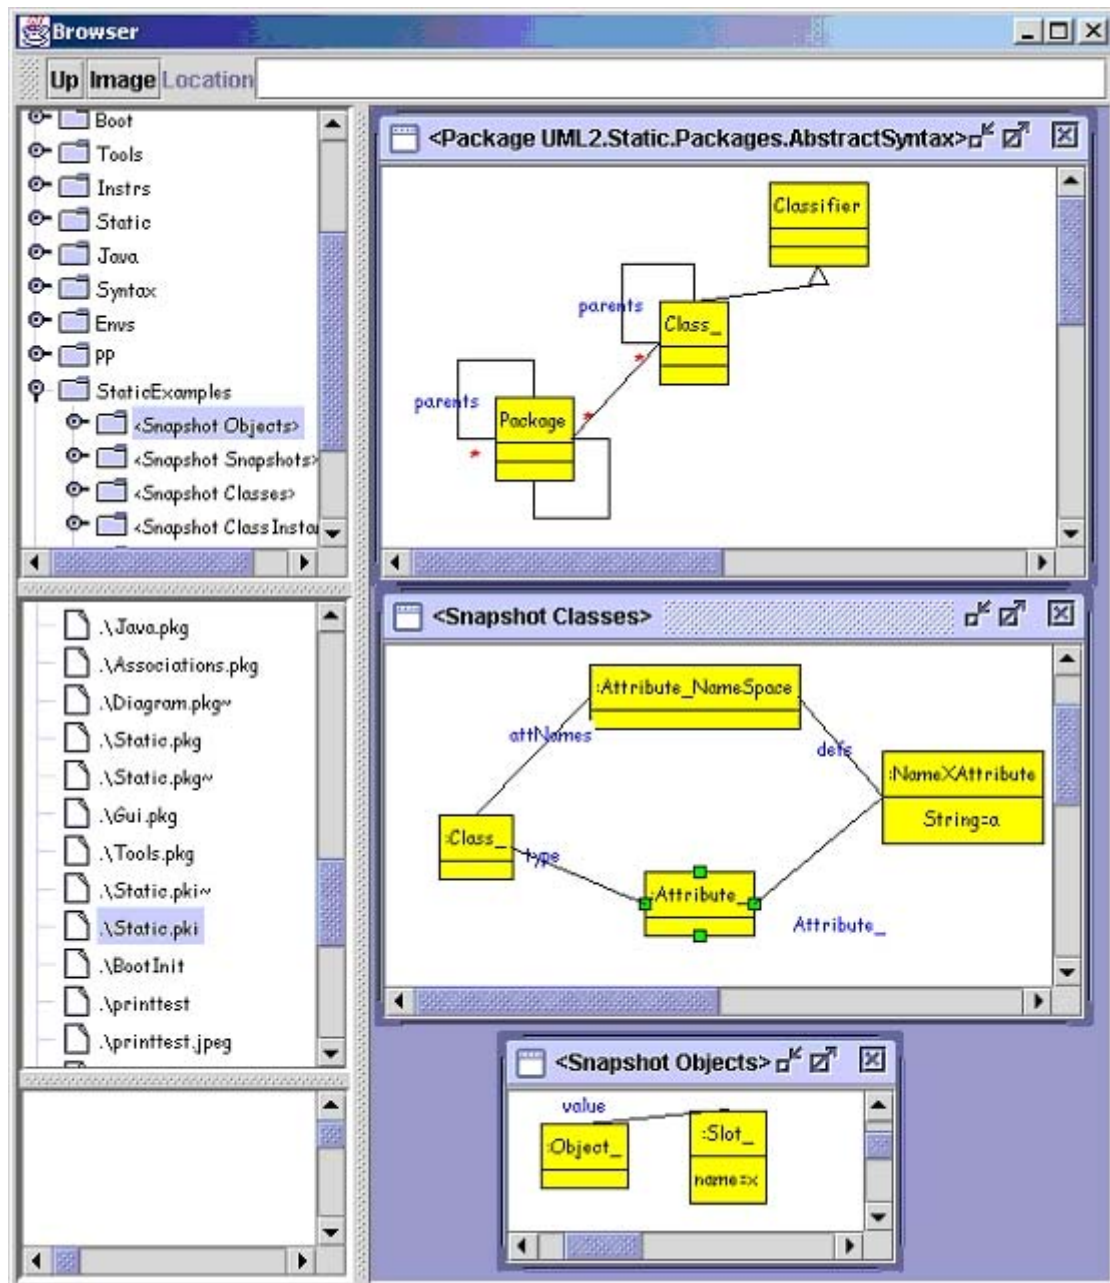 Browser
Up Image Location
Boot
Tools
Instrs
Static
Java
Syntax
Envs
PP
StaticExamples
<Snapshot Objects>
<Snapshot Snapshots>
<Snapshot Classes>
<Snapshot ClassInstan
.\Java.pkg
.\Associations.pkg
.\Diagram.pkg~
.\Static.pkg
.\Static.pkg~
.\Gui.pkg
.\Tools.pkg
.\Static.pki~
.\Static.pki
.\BootInit
.\printtest
.\printtest.jpeg
<Package UML2.Static.Packages.AbstractSyntax>
Classifier
parents
Class_
*
parents
*
Package
*
<Snapshot Classes>
:Attribute_NameSpace
attNames
defs
:NameXAttribute
String=a
:Class_
type
:Attribute_
Attribute_
<Snapshot Objects>
value
:Object_
:Slot_
name=x